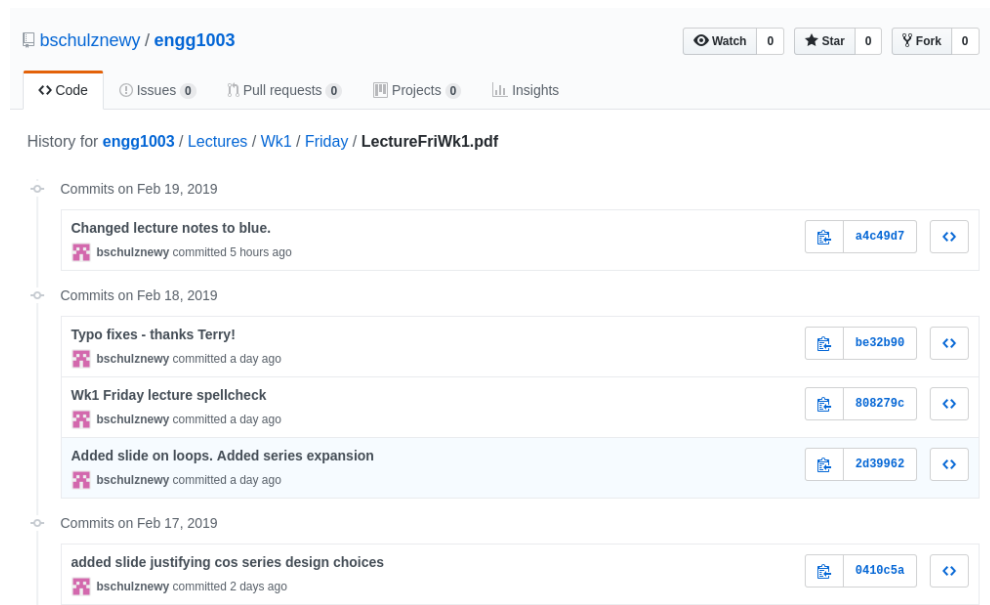 bschulznewy / engg1003
Watch 0 Star 0 Fork 0
Code Issues 0 Pull requests 0 Projects 0 Insights
History for engg1003 / Lectures / Wk1 / Friday / LectureFriWk1.pdf
Commits on Feb 19, 2019
Changed lecture notes to blue.
a4c49d7
bschulznewy committed 5 hours ago
Commits on Feb 18, 2019
Typo fixes - thanks Terry!
be32b90
bschulznewy committed a day ago
Wk1 Friday lecture spellcheck
808279c
bschulznewy committed a day ago
Added slide on loops. Added series expansion
2d39962
bschulznewy committed a day ago
Commits on Feb 17, 2019
added slide justifying cos series design choices
0410c5a
bschulznewy committed 2 days ago